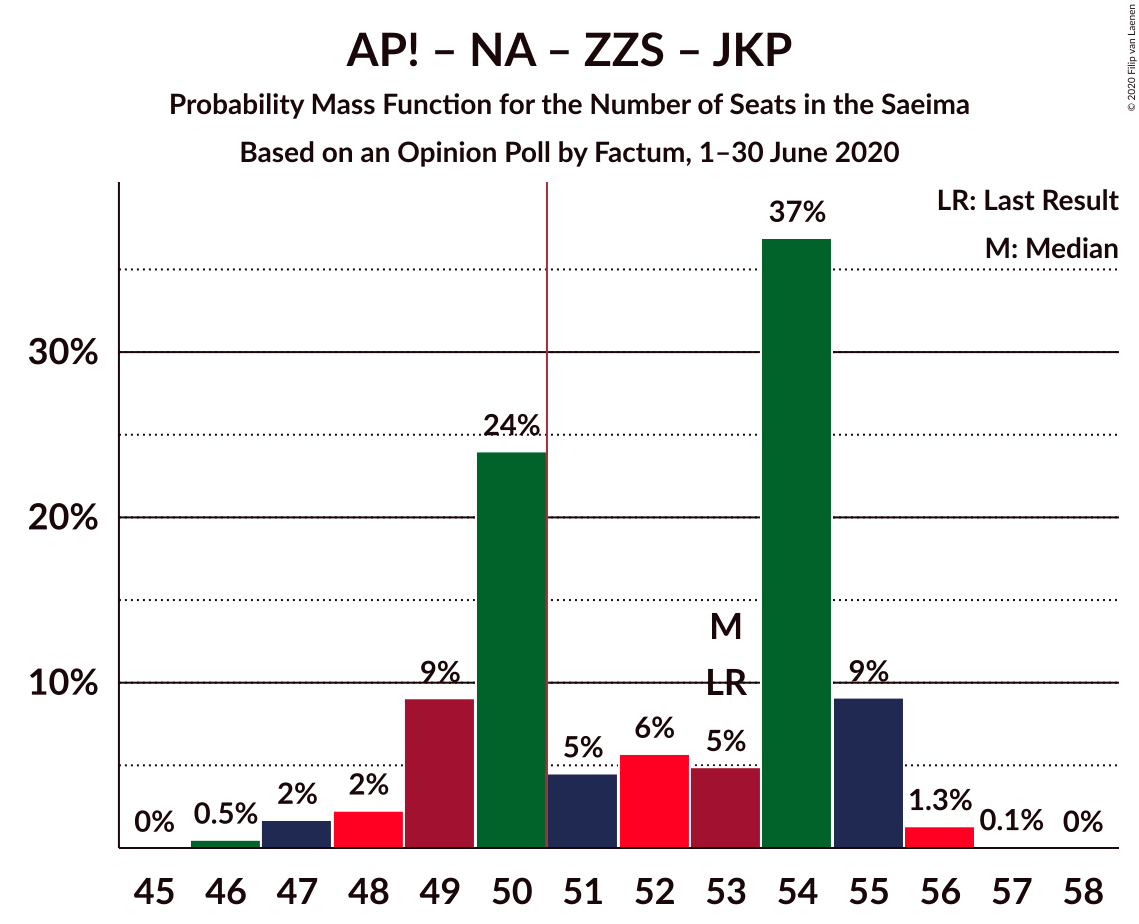 AP! – NA – ZZS – JKP
Probability Mass Function for the Number of Seats in the Saeima
Based on an Opinion Poll by Factum, 1–30 June 2020
© 2020 Filip van Laenen
LR: Last Result
M: Median
37%
30%
24%
20%
M
10%
9%
LR
9%
5%
6%
5%
0%
0.5%
2%
2%
1.3%
0.1%
0%
45 46 47 48 49 50 51 52 53 54 55 56 57 58